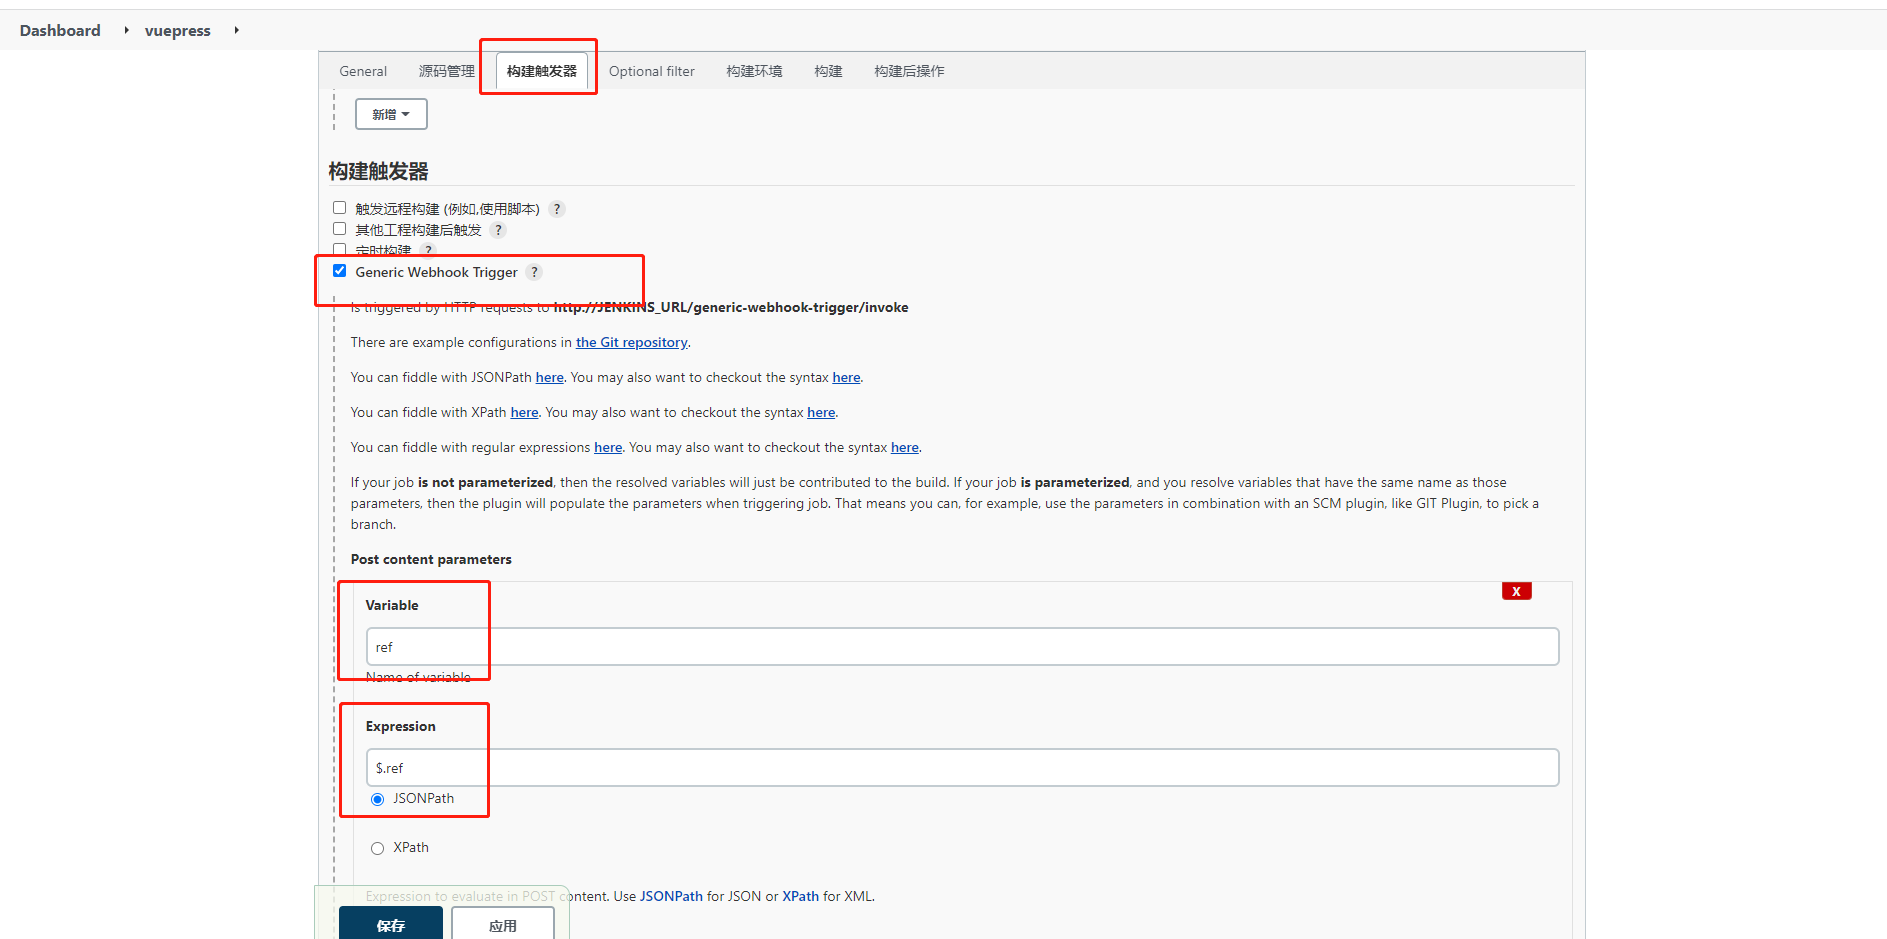 Dashboard vuepress
General 源码管理 构建触发器 Optional filter 构建环境 构建 构建后操作
新增
构建触发器
触发远程构建 (例如,使用脚本) ?
其他工程构建后触发 ?
定时构建 ?
Generic Webhook Trigger ?
Is triggered by HTTP requests to http://JENKINS_URL/generic-webhook-trigger/invoke
There are example configurations in the Git repository.
You can fiddle with JSONPath here. You may also want to checkout the syntax here.
You can fiddle with XPath here. You may also want to checkout the syntax here.
You can fiddle with regular expressions here. You may also want to checkout the syntax here.
If your job is not parameterized, then the resolved variables will just be contributed to the build. If your job is parameterized, and you resolve variables that have the same name as those
parameters, then the plugin will populate the parameters when triggering job. That means you can, for example, use the parameters in combination with an SCM plugin, like GIT Plugin, to pick a
branch.
Post content parameters
X
Variable
ref
Name of variable
Expression
$.ref
JSONPath
XPath
Expression to evaluate in POST content. Use JSONPath for JSON or XPath for XML.
保存 应用